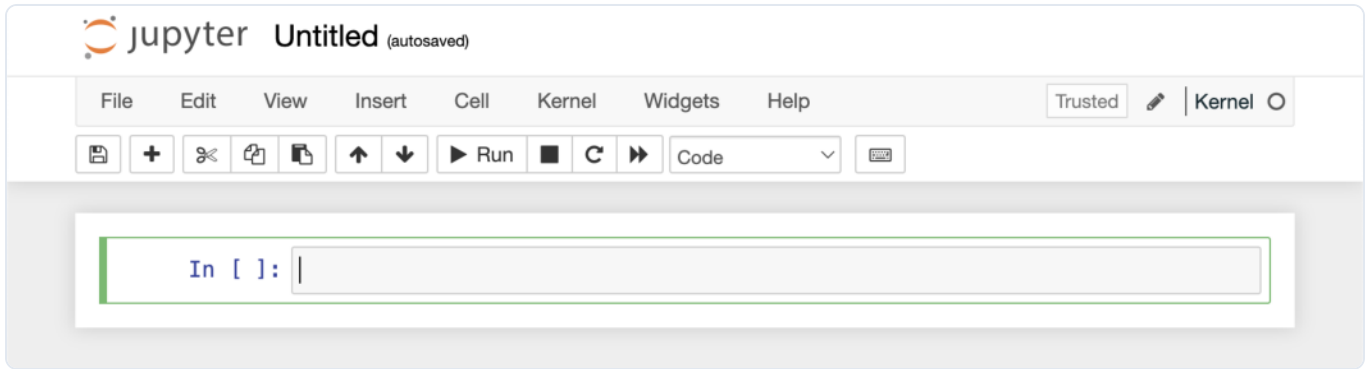 jupyter Untitled (autosaved)
File Edit View Insert Cell Kernel Widgets Help Trusted Kernel
Run Code
In [ ]: